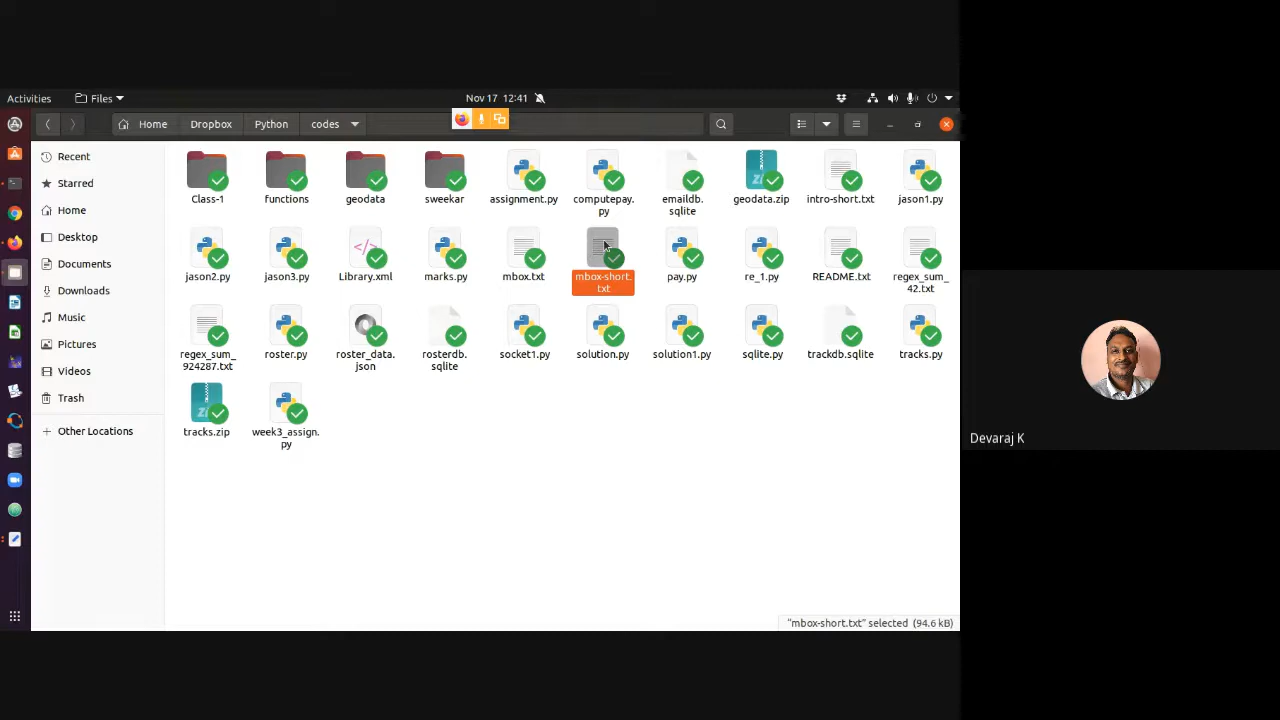 Activities Files Nov 17 12:41
Home Dropbox Python codes
Recent
Starred
Home
Desktop
Documents
Downloads
Music
Pictures
Videos
Trash
Other Locations
Class-1 functions geodata sweekar assignment.py computepay. emaildb. geodata.zip intro-short.txt jason1.py
py sqlite
jason2.py jason3.py Library.xml marks.py mbox.txt mbox-short. pay.py re_1.py README.txt regex_sum_
txt 42.txt
regex_sum_ roster.py roster_data. rosterdb. socket1.py solution.py solution1.py sqlite.py trackdb.sqlite tracks.py
924287.txt json sqlite
tracks.zip week3_assign.
py
"mbox-short.txt" selected (94.6 kB)
Devaraj K